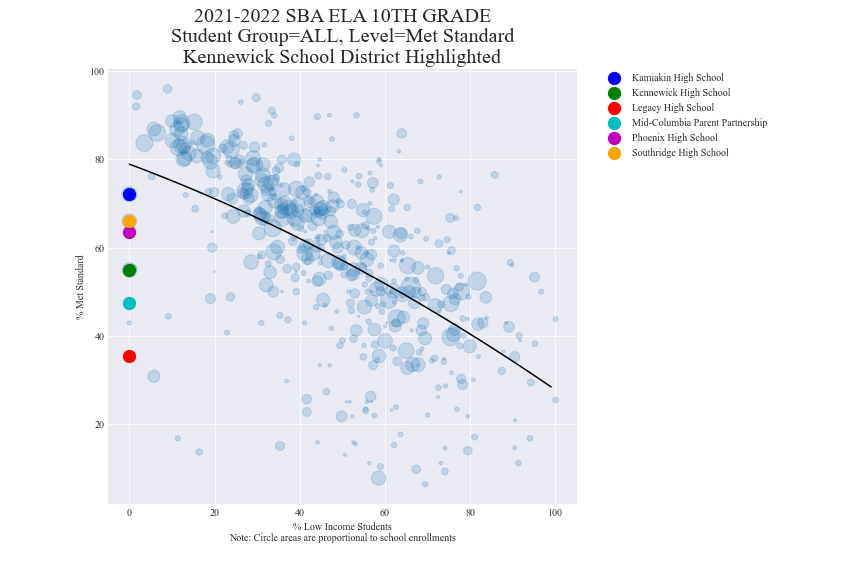 2021-2022 SBA ELA 10TH GRADE
Student Group=ALL, Level=Met Standard
Kennewick School District Highlighted
Kamiakin High School
Kennewick High School
Legacy High School
Mid-Columbia Parent Partnership
Phoenix High School
Southridge High School
% Met Standard
100
80
60
40
20
0 20 40 60 80 100
% Low Income Students
Note: Circle areas are proportional to school enrollments